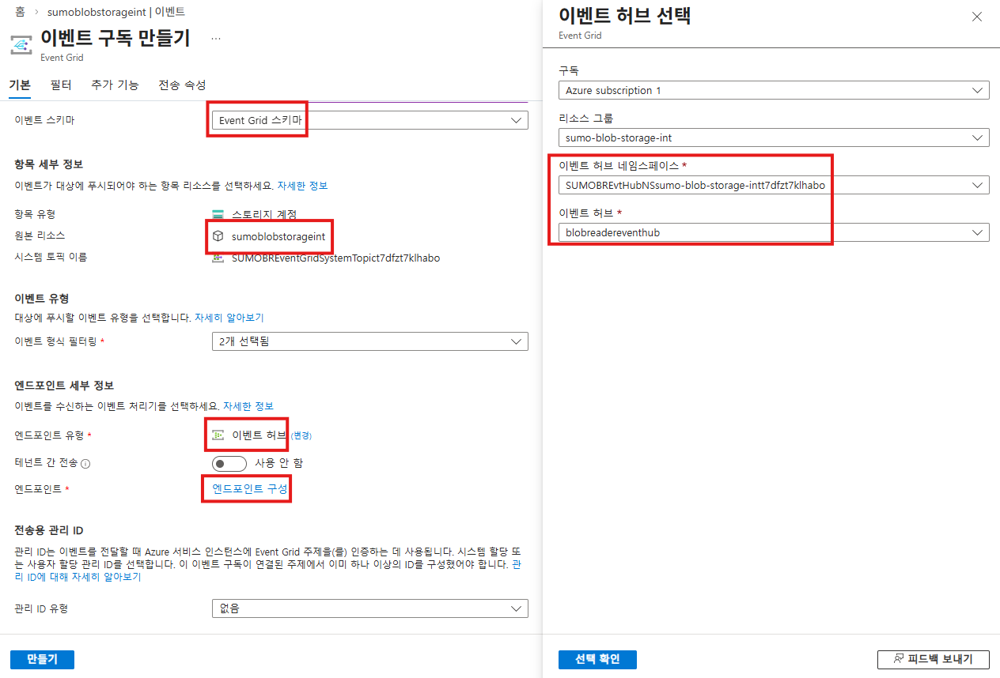 홈 > sumoblobstorageint | 이벤트
이벤트 구독 만들기 ...
Event Grid
기본 필터 추가 기능 전송 속성
이벤트 스키마 Event Grid 스키마
항목 세부 정보
이벤트가 대상에 푸시되어야 하는 항목 리소스를 선택하세요. 자세한 정보
항목 유형 스토리지 계정
원본 리소스 sumoblobstorageint
시스템 토픽 이름 SUMOBREventGridSystemTopict7dfzt7klhabo
이벤트 유형
대상에 푸시할 이벤트 유형을 선택합니다. 자세히 알아보기
이벤트 형식 필터링 * 2개 선택됨
엔드포인트 세부 정보
이벤트를 수신하는 이벤트 처리기를 선택하세요. 자세한 정보
엔드포인트 유형 * 이벤트 허브 (변경)
테넌트 간 전송 사용 안 함
엔드포인트 * 엔드포인트 구성
전송용 관리 ID
관리 ID는 이벤트를 전달할 때 Azure 서비스 인스턴스에 Event Grid 주제을(를) 인증하는 데 사용됩니다. 시스템 할당 또
는 사용자 할당 관리 ID를 선택합니다. 이 이벤트 구독이 연결된 주제에서 이미 하나 이상의 ID를 구성했어야 합니다. 관
리 ID에 대해 자세히 알아보기
관리 ID 유형 없음
만들기
이벤트 허브 선택
Event Grid
구독
Azure subscription 1
리소스 그룹
sumo-blob-storage-int
이벤트 허브 네임스페이스 *
SUMOBREvtHubNSsumo-blob-storage-intt7dfzt7klhabo
이벤트 허브 *
blobreadereventhub
선택 확인 피드백 보내기